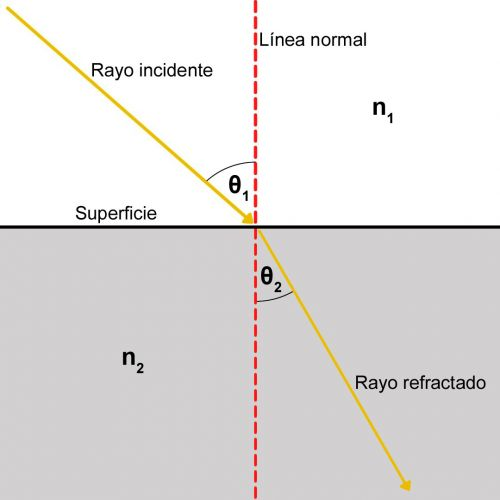 Línea normal
Rayo incidente
n₁
θ₁
Superficie
θ₂
n₂
Rayo refractado